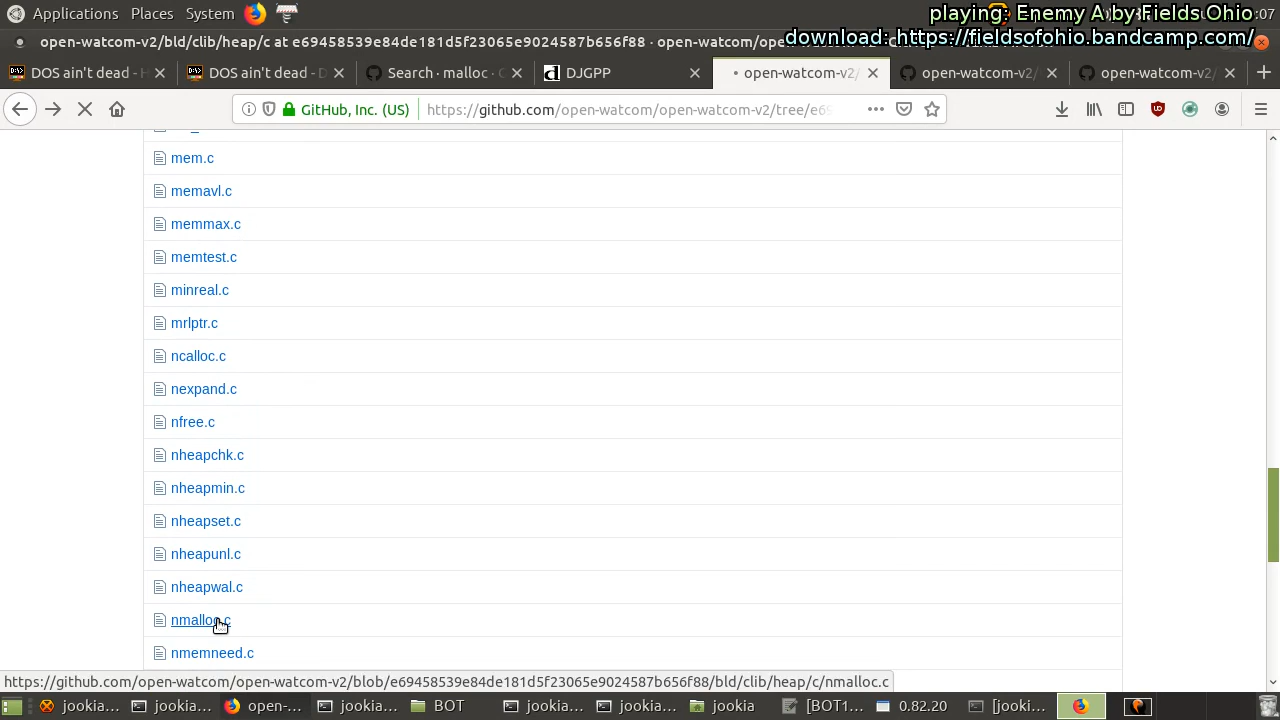 Applications Places System
playing: Enemy A by Fields Ohio
:07
download: https://fieldsofohio.bandcamp.com/
open-watcom-v2/bld/clib/heap/c at e69458539e84de181d5f23065e9024587b656f88 · open-watcom/ope
DOS ain't dead - H
DOS ain't dead - D
Search · malloc · G
DJGPP
open-watcom-v2/
open-watcom-v2/
open-watcom-v2/
GitHub, Inc. (US)
https://github.com/open-watcom/open-watcom-v2/tree/e69
mem.c
memavl.c
memmax.c
memtest.c
minreal.c
mrlptr.c
ncalloc.c
nexpand.c
nfree.c
nheapchk.c
nheapmin.c
nheapset.c
nheapunl.c
nheapwal.c
nmalloc.c
nmemneed.c
https://github.com/open-watcom/open-watcom-v2/blob/e69458539e84de181d5f23065e9024587b656f88/bld/clib/heap/c/nmalloc.c
jookia...
jookia...
open-...
jookia...
BOT
jookia...
jookia...
jookia
[BOT1...
0.82.20
[jooki...